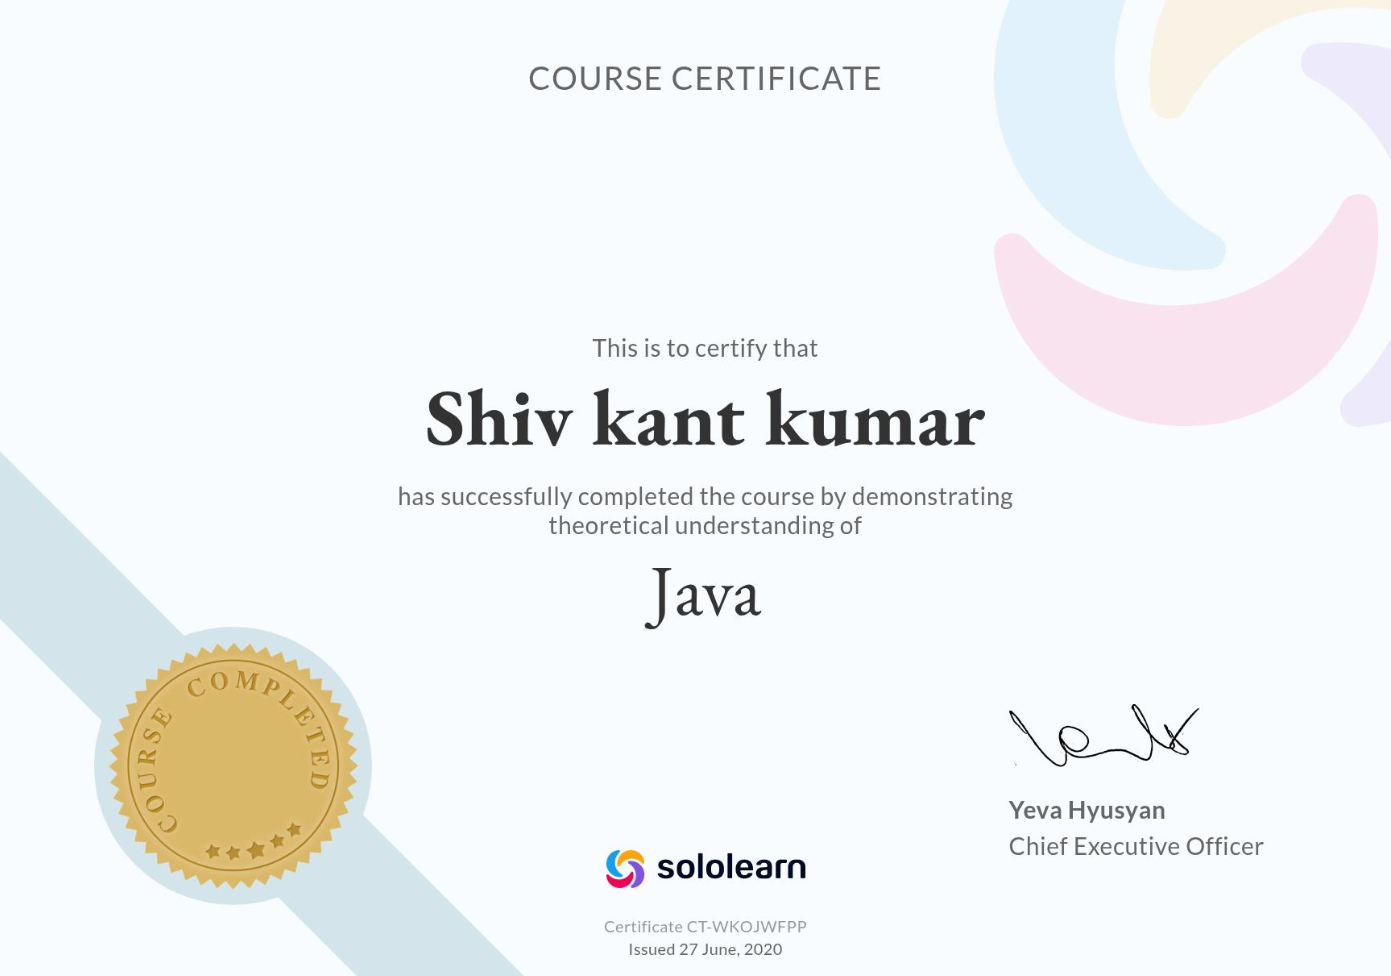 COURSE CERTIFICATE
This is to certify that
Shiv kant kumar
has successfully completed the course by demonstrating
theoretical understanding of
Java
COURSE COMPLETED
Yeva Hyusyan
Chief Executive Officer
sololearn
Certificate CT-WKOJWFPP
Issued 27 June, 2020